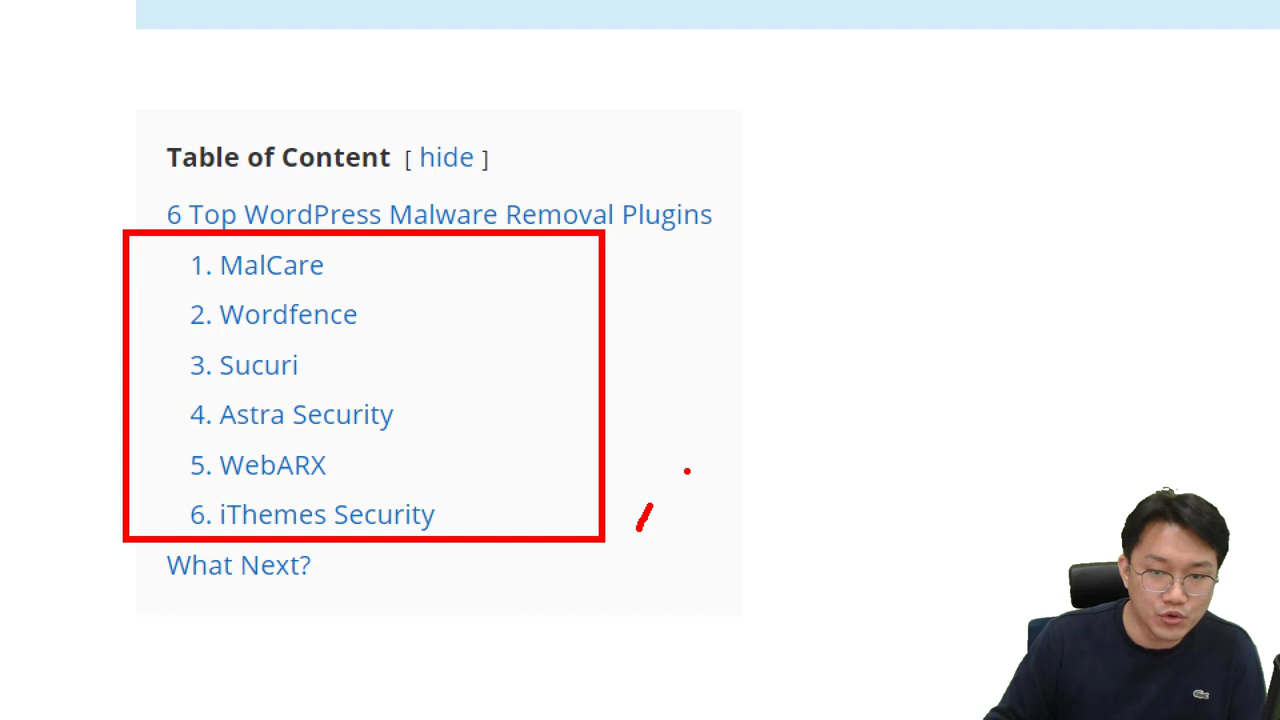 Table of Content [ hide ]
6 Top WordPress Malware Removal Plugins
1. MalCare
2. Wordfence
3. Sucuri
4. Astra Security
5. WebARX
6. iThemes Security
What Next?